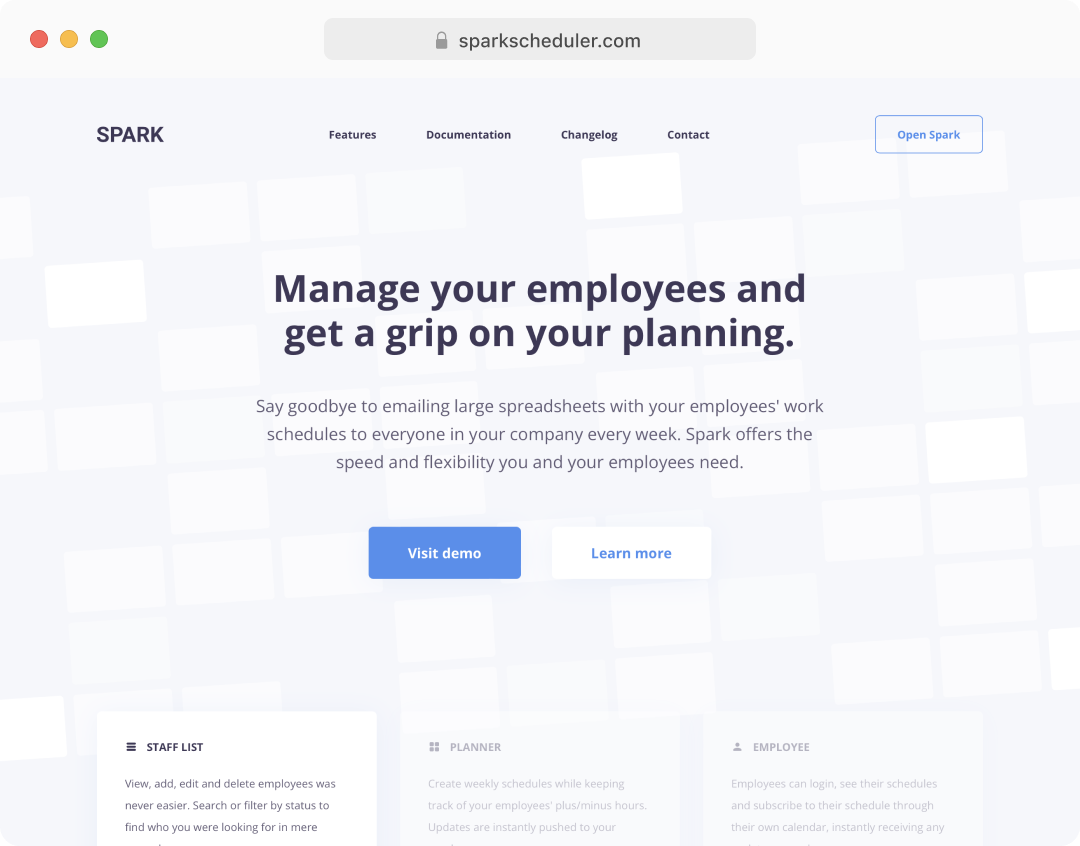 sparkscheduler.com
SPARK
Features
Documentation
Changelog
Contact
Open Spark
Manage your employees and
get a grip on your planning.
Say goodbye to emailing large spreadsheets with your employees' work
schedules to everyone in your company every week. Spark offers the
speed and flexibility you and your employees need.
Visit demo
Learn more
STAFF LIST
View, add, edit and delete employees was
never easier. Search or filter by status to
find who you were looking for in mere
PLANNER
Create weekly schedules while keeping
track of your employees' plus/minus hours.
Updates are instantly pushed to your
EMPLOYEE
Employees can login, see their schedules
and subscribe to their schedule through
their own calendar, instantly receiving any